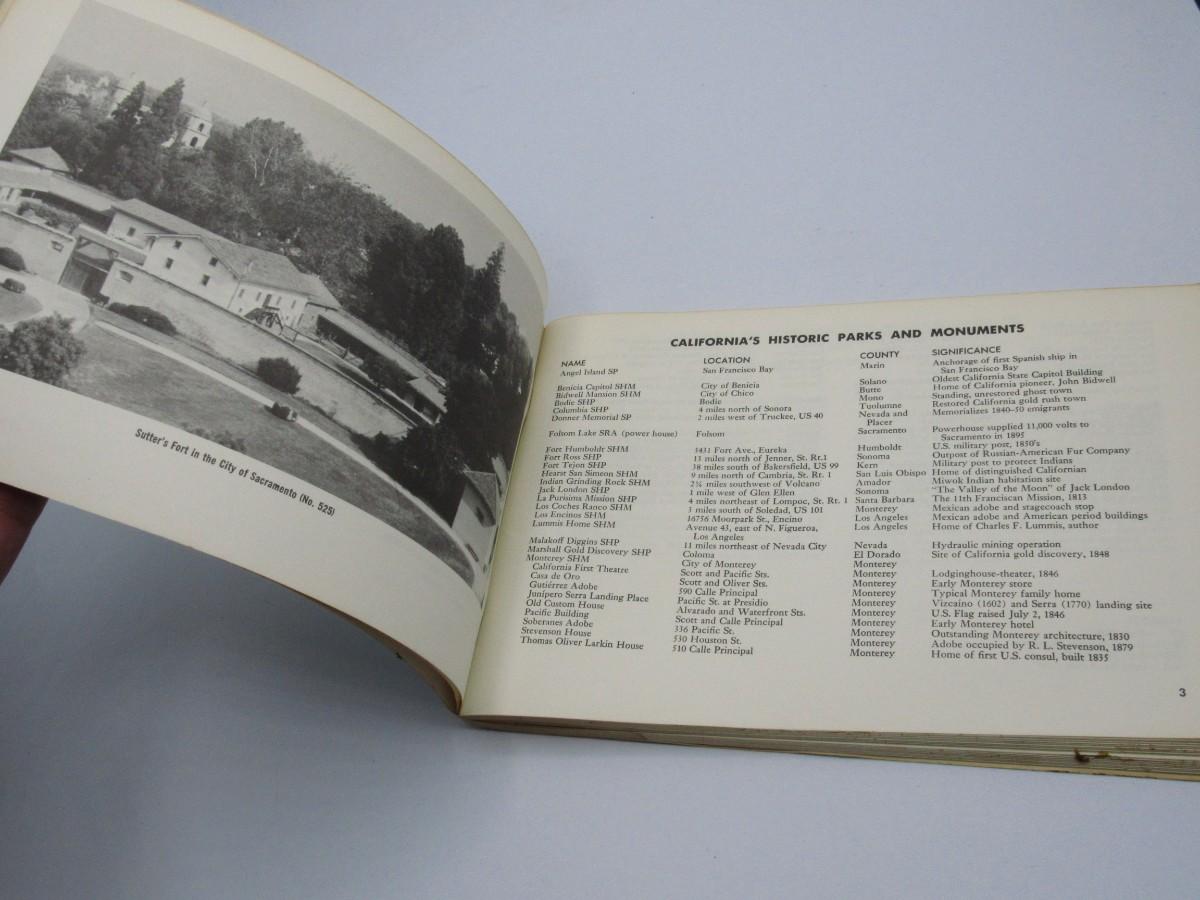 Sutter's Fort in the City of Sacramento (No. 525)
CALIFORNIA'S HISTORIC PARKS AND MONUMENTS
NAME LOCATION COUNTY SIGNIFICANCE
Angel Island SP San Francisco Bay Marin Anchorage of first Spanish ship in
San Francisco Bay
Benicia Capitol SHM City of Benicia Solano Oldest California State Capitol Building
Bidwell Mansion SHM City of Chico Butte Home of California pioneer, John Bidwell
Bodie SHP Bodie Mono Standing, unrestored ghost town
Columbia SHP 4 miles north of Sonora Tuolumne Restored California gold rush town
Donner Memorial SP 2 miles west of Truckee, US 40 Nevada and Memorializes 1840-50 emigrants
Placer
Folsom Lake SRA (power house) Folsom Sacramento Powerhouse supplied 11,000 volts to
Sacramento in 1895
Fort Humboldt SHM 3431 Fort Ave., Eureka Humboldt U.S. military post, 1850's
Fort Ross SHP 13 miles north of Jenner, St. Rt.1 Sonoma Outpost of Russian-American Fur Company
Fort Tejon SHP 38 miles south of Bakersfield, US 99 Kern Military post to protect Indians
Hearst San Simeon SHM 9 miles north of Cambria, St. Rt. 1 San Luis Obispo Home of distinguished Californian
Indian Grinding Rock SHM 2¼ miles southwest of Volcano Amador Miwok Indian habitation site
Jack London SHP 1 mile west of Glen Ellen Sonoma "The Valley of the Moon" of Jack London
La Purisima Mission SHP 4 miles northeast of Lompoc, St. Rt. 1 Santa Barbara The 11th Franciscan Mission, 1813
Los Coches Ranco SHM 3 miles south of Soledad, US 101 Monterey Mexican adobe and stagecoach stop
Los Encinos SHM 16756 Moorpark St., Encino Los Angeles Mexican adobe and American period buildings
Lummis Home SHM Avenue 43, east of N. Figueroa, Los Angeles Home of Charles F. Lummis, author
Los Angeles
Malakoff Diggins SHP 11 miles northeast of Nevada City Nevada Hydraulic mining operation
Marshall Gold Discovery SHP Coloma El Dorado Site of California gold discovery, 1848
Monterey SHM City of Monterey Monterey
California First Theatre Scott and Pacific Sts. Monterey Lodginghouse-theater, 1846
Casa de Oro Scott and Oliver Sts. Monterey Early Monterey store
Gutiérrez Adobe 590 Calle Principal Monterey Typical Monterey family home
Junípero Serra Landing Place Pacific St. at Presidio Monterey Vizcaino (1602) and Serra (1770) landing site
Old Custom House Alvarado and Waterfront Sts. Monterey U.S. Flag raised July 2, 1846
Pacific Building Scott and Calle Principal Monterey Early Monterey hotel
Soberanes Adobe 336 Pacific St. Monterey Outstanding Monterey architecture, 1830
Stevenson House 530 Houston St. Monterey Adobe occupied by R. L. Stevenson, 1879
Thomas Oliver Larkin House 510 Calle Principal Monterey Home of first U.S. consul, built 1835
3